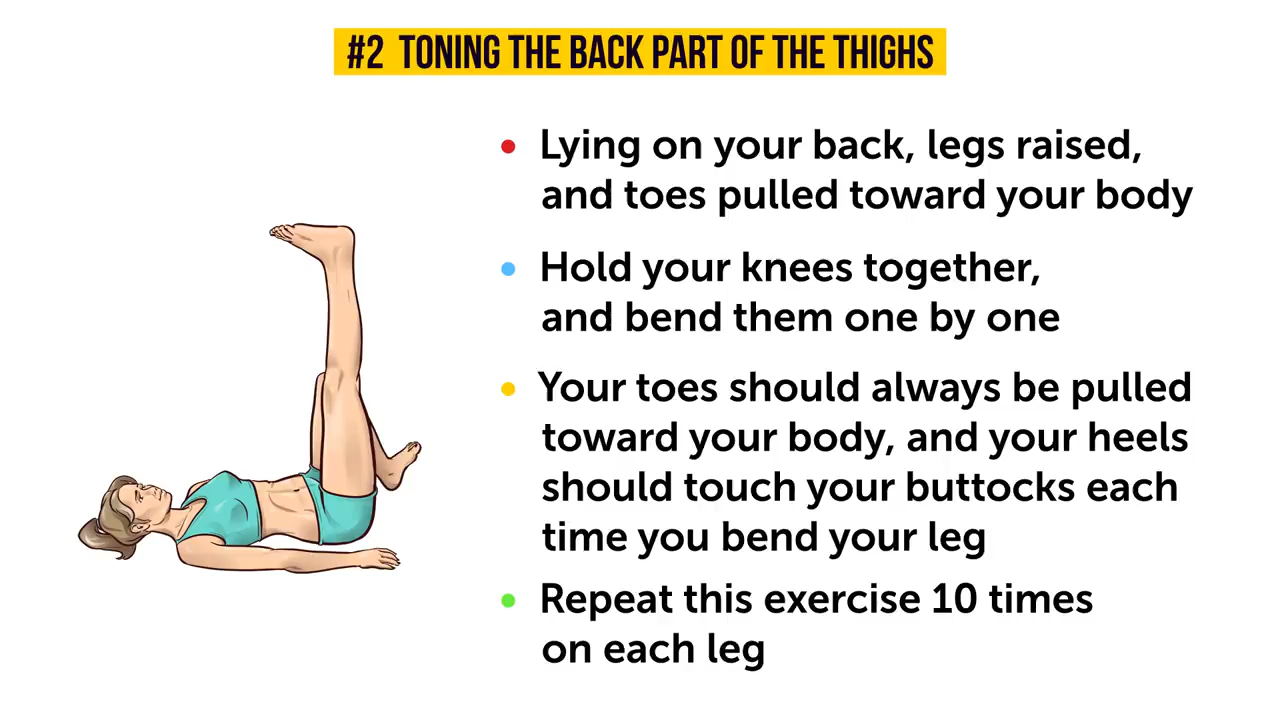 #2 TONING THE BACK PART OF THE THIGHS
• Lying on your back, legs raised,
and toes pulled toward your body
• Hold your knees together,
and bend them one by one
• Your toes should always be pulled
toward your body, and your heels
should touch your buttocks each
time you bend your leg
• Repeat this exercise 10 times
on each leg